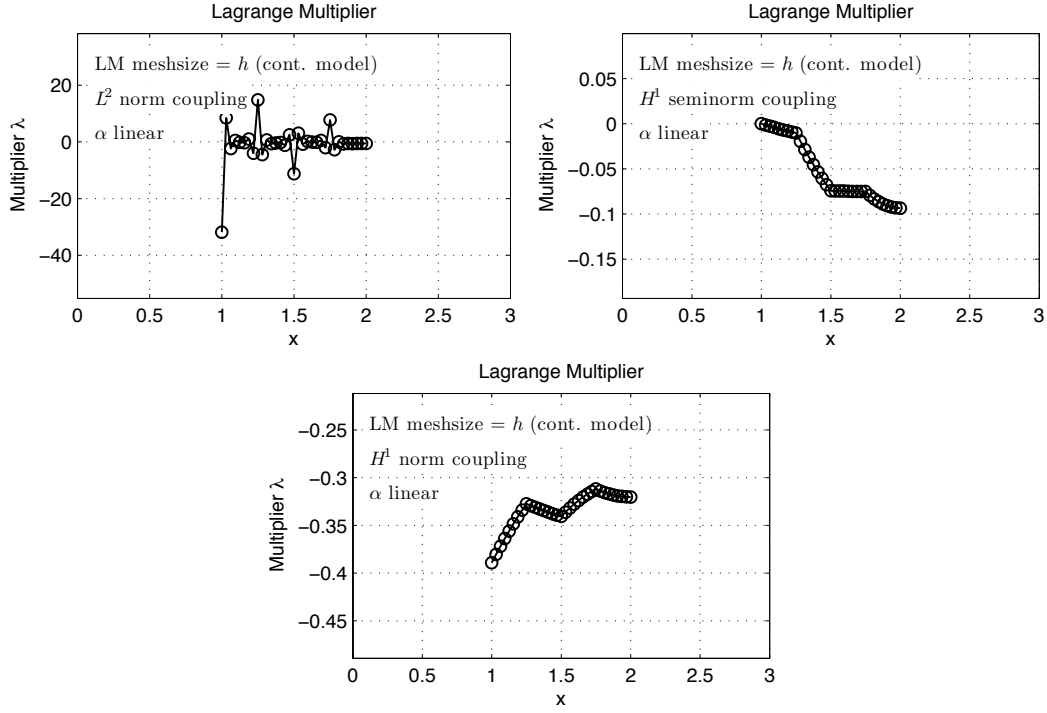 Lagrange Multiplier
LM meshsize = h (cont. model)
L² norm coupling
α linear
Multiplier λ
20
0
−20
−40
0
0.5
1
1.5
2
2.5
3
x
Lagrange Multiplier
LM meshsize = h (cont. model)
H¹ seminorm coupling
α linear
Multiplier λ
0.05
0
−0.05
−0.1
−0.15
0
0.5
1
1.5
2
2.5
3
x
Lagrange Multiplier
LM meshsize = h (cont. model)
H¹ norm coupling
α linear
Multiplier λ
−0.25
−0.3
−0.35
−0.4
−0.45
0
0.5
1
1.5
2
2.5
3
x